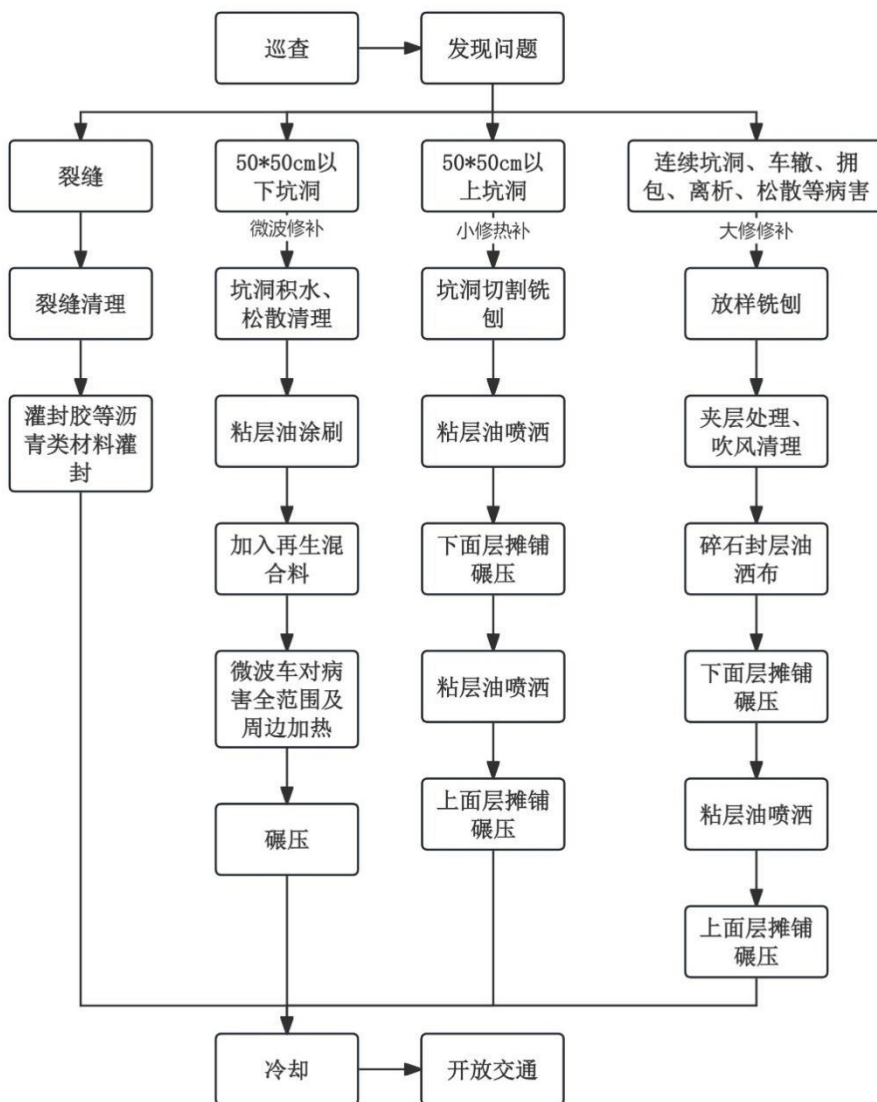 巡查
发现问题
裂缝
50*50cm以
下坑洞
50*50cm以
上坑洞
连续坑洞、车辙、拥
包、离析、松散等病害
微波修补
小修热补
大修修补
裂缝清理
坑洞积水、
松散清理
坑洞切割铣
刨
放样铣刨
灌封胶等沥
青类材料灌
封
粘层油涂刷
粘层油喷洒
夹层处理、
吹风清理
加入再生混
合料
下面层摊铺
碾压
碎石封层油
洒布
微波车对病
害全范围及
周边加热
粘层油喷洒
下面层摊铺
碾压
碾压
上面层摊铺
碾压
粘层油喷洒
上面层摊铺
碾压
冷却
开放交通